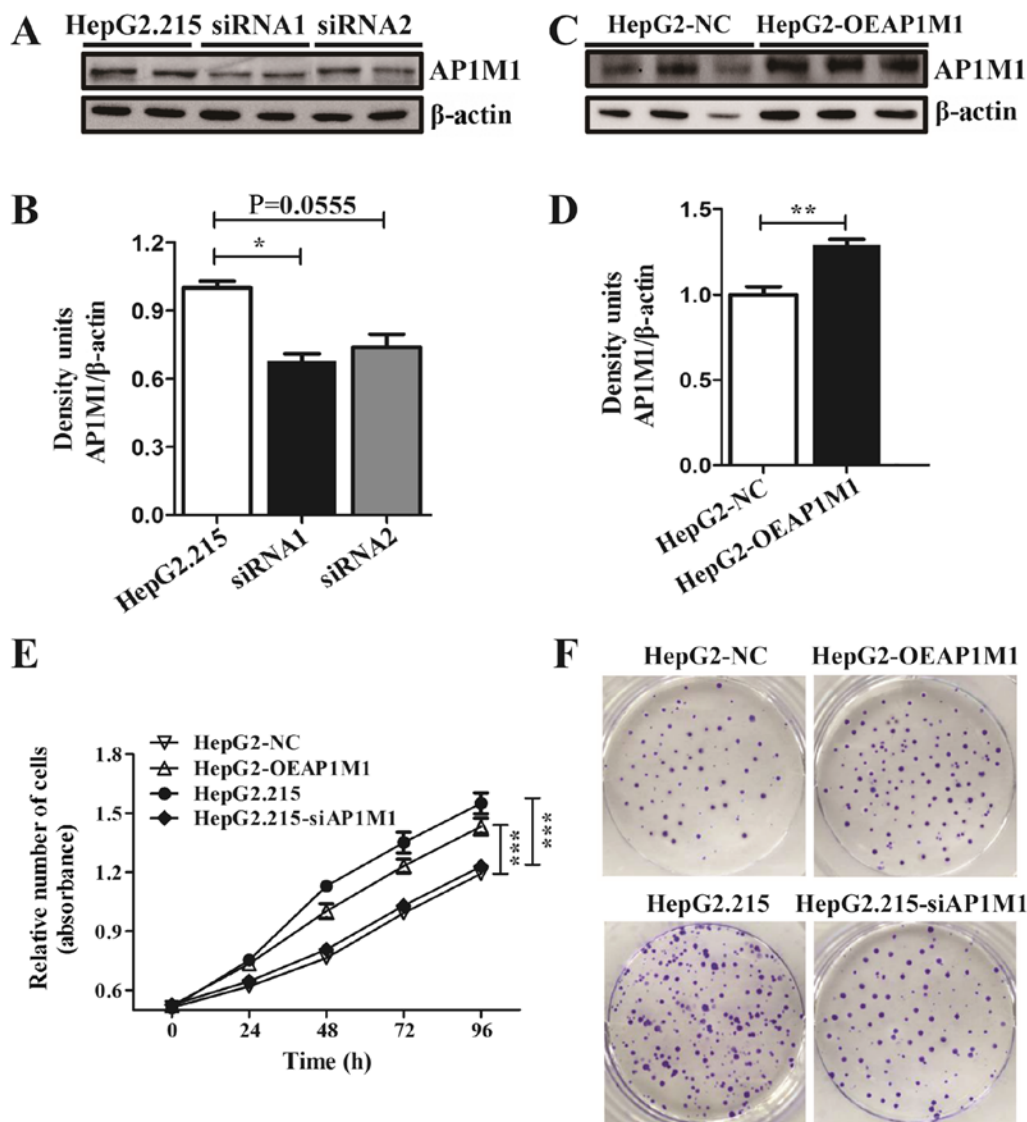 A
HepG2.215 siRNA1 siRNA2
AP1M1
β-actin
C
HepG2-NC HepG2-OEAP1M1
AP1M1
β-actin
B
P=0.0555
*
1.2
0.9
0.6
0.3
0.0
Density units
AP1M1/β-actin
HepG2.215
siRNA1
siRNA2
D
**
1.5
1.0
0.5
0.0
Density units
AP1M1/β-actin
HepG2-NC
HepG2-OEAP1M1
E
HepG2-NC
HepG2-OEAP1M1
HepG2.215
HepG2.215-siAP1M1
1.8
1.5
1.2
0.9
0.6
Relative number of cells
(absorbance)
***
***
0 24 48 72 96
Time (h)
F
HepG2-NC HepG2-OEAP1M1
HepG2.215 HepG2.215-siAP1M1